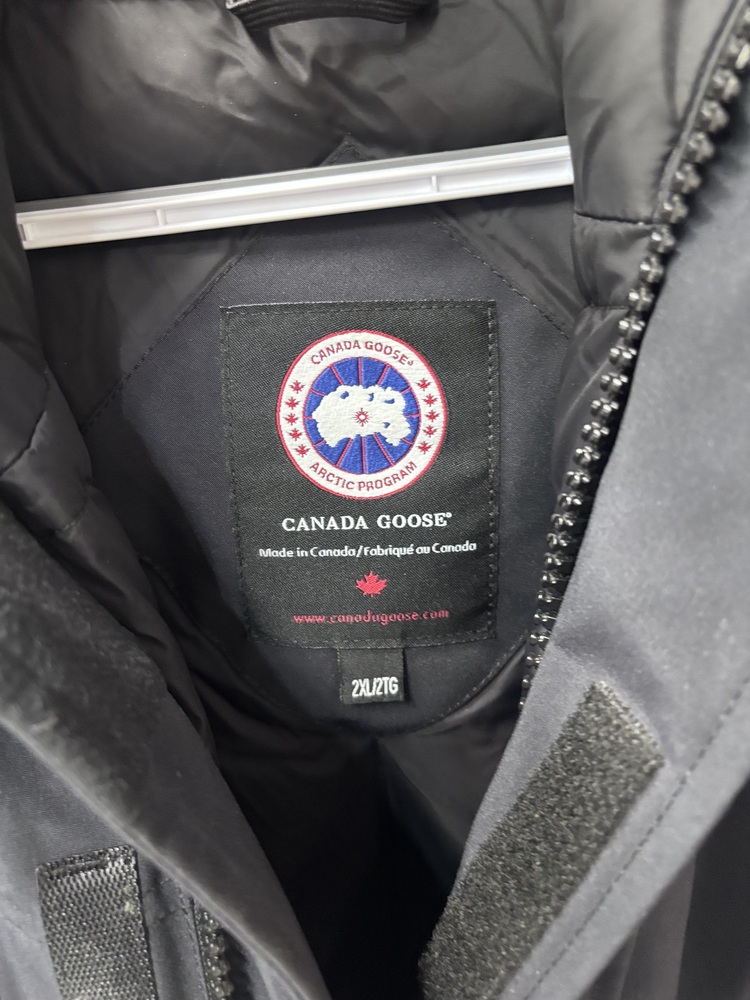 CANADA GOOSE®
ARCTIC PROGRAM
CANADA GOOSE®
Made in Canada/Fabriqué au Canada
www.canadagoose.com
2XL/2TG